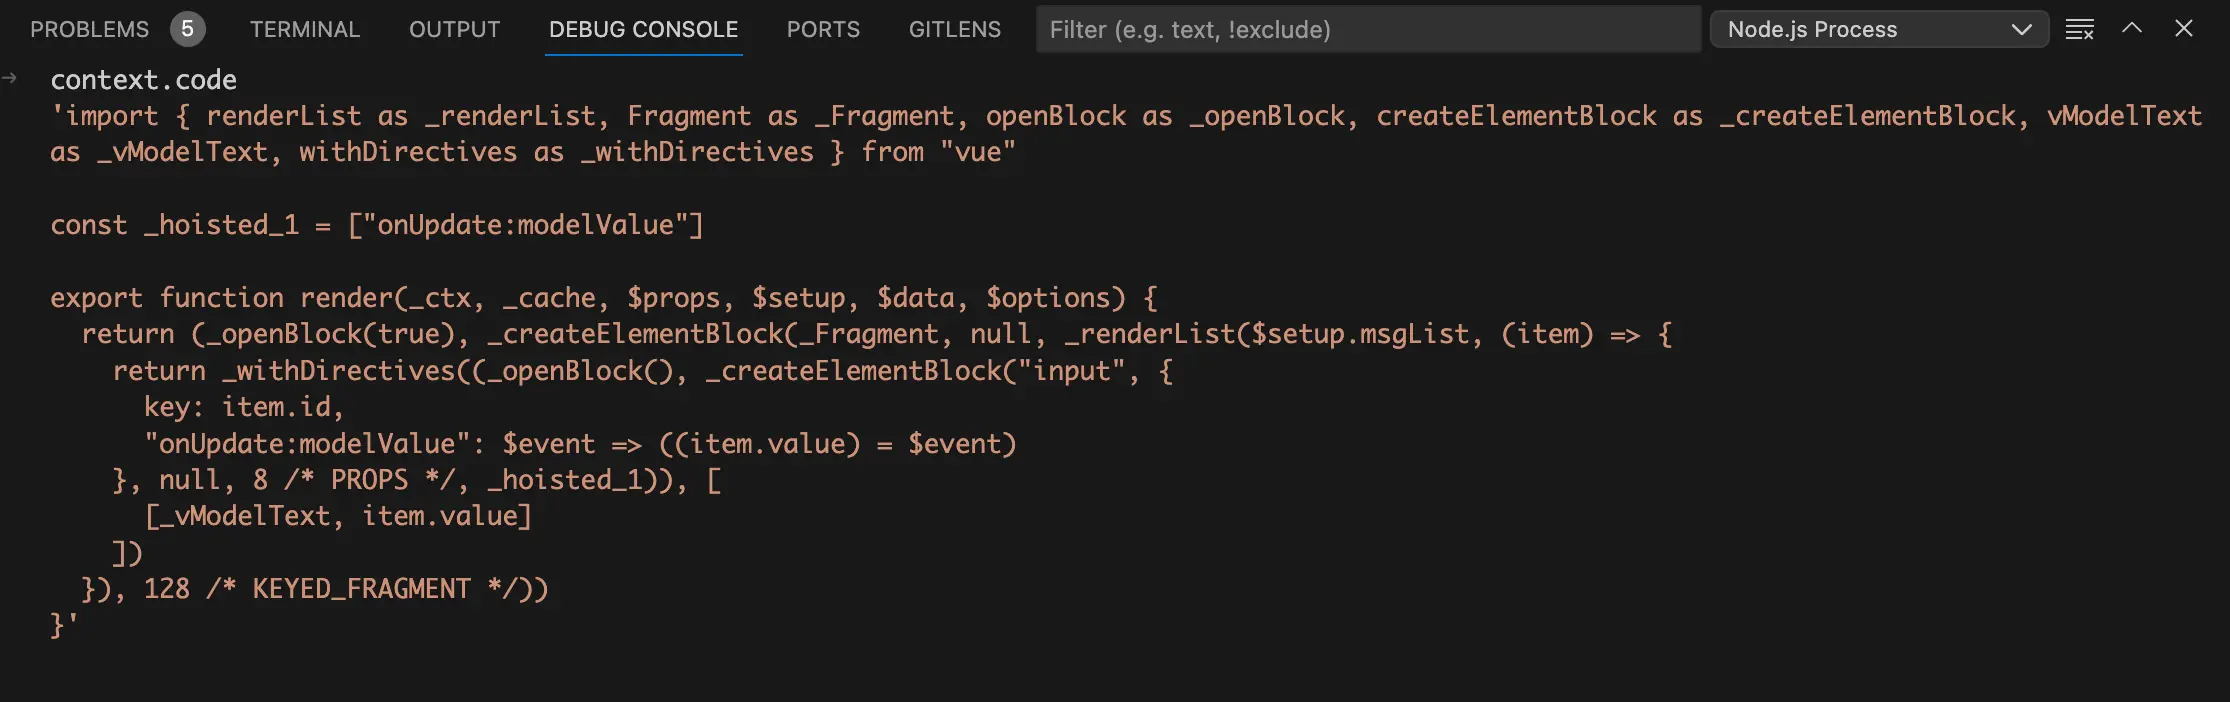 PROBLEMS 5 TERMINAL OUTPUT DEBUG CONSOLE PORTS GITLENS Filter (e.g. text, !exclude) Node.js Process
context.code
'import { renderList as _renderList, Fragment as _Fragment, openBlock as _openBlock, createElementBlock as _createElementBlock, vModelText
as _vModelText, withDirectives as _withDirectives } from "vue"

const _hoisted_1 = ["onUpdate:modelValue"]

export function render(_ctx, _cache, $props, $setup, $data, $options) {
  return (_openBlock(true), _createElementBlock(_Fragment, null, _renderList($setup.msgList, (item) => {
    return _withDirectives((_openBlock(), _createElementBlock("input", {
      key: item.id,
      "onUpdate:modelValue": $event => ((item.value) = $event)
    }, null, 8 /* PROPS */, _hoisted_1)), [
      [_vModelText, item.value]
    ])
  }), 128 /* KEYED_FRAGMENT */))
}'